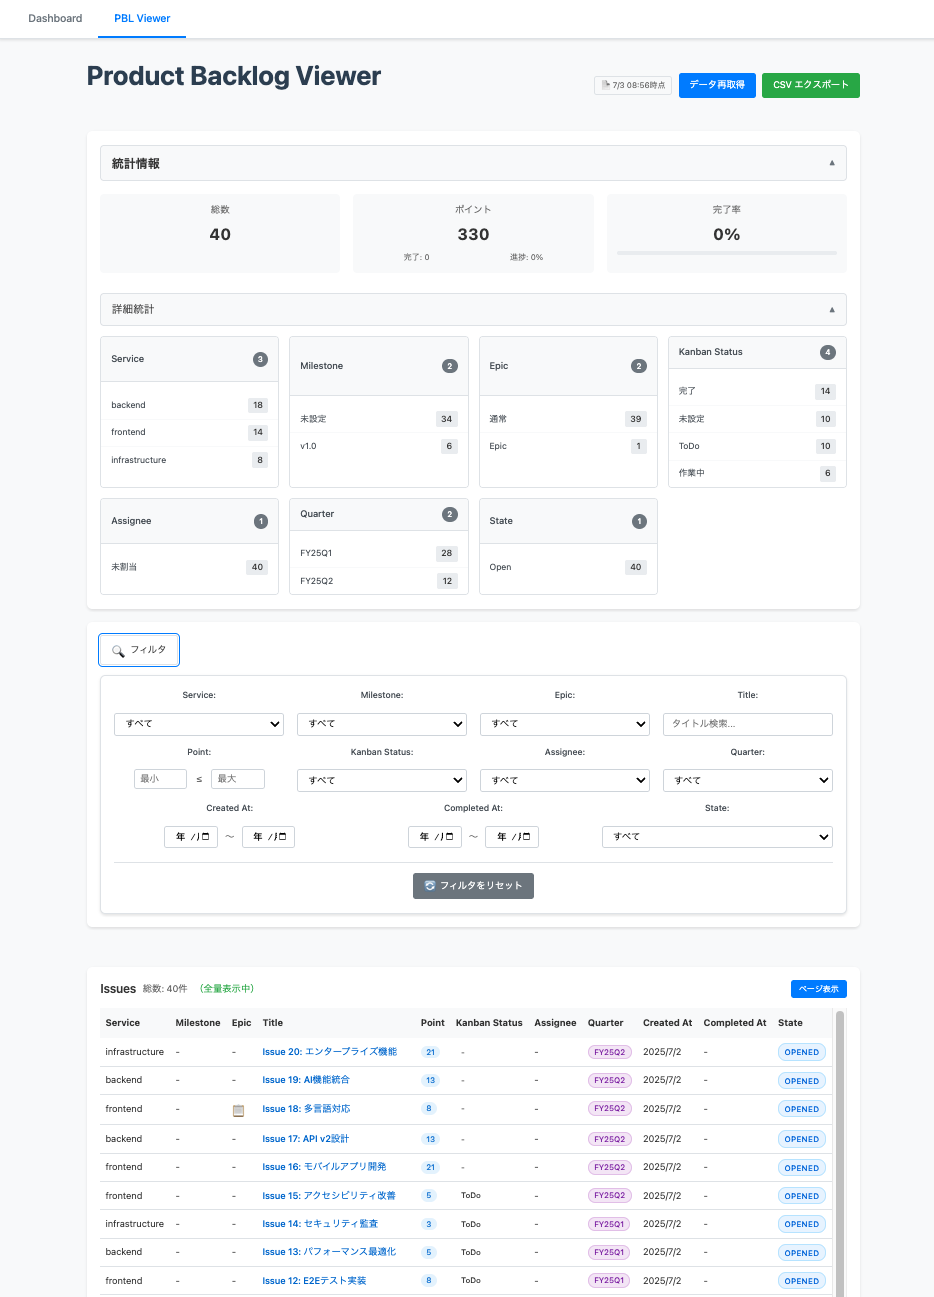 Dashboard PBL Viewer
Product Backlog Viewer
7/3 08:56時点 データ再取得 CSV エクスポート
統計情報 ▲
総数 ポイント 完了率
40 330 0%
完了: 0 進捗: 0%
詳細統計 ▲
Service 3
backend 18
frontend 14
infrastructure 8
Milestone 2
未設定 34
v1.0 6
Epic 2
通常 39
Epic 1
Kanban Status 4
完了 14
未設定 10
ToDo 10
作業中 6
Assignee 1
未割当 40
Quarter 2
FY25Q1 28
FY25Q2 12
State 1
Open 40
フィルタ
Service: Milestone: Epic: Title:
すべて すべて すべて タイトル検索...
Point: Kanban Status: Assignee: Quarter:
最小 ≤ 最大 すべて すべて すべて
Created At: Completed At: State:
年 /月 ～ 年 /月 年 /月 ～ 年 /月 すべて
フィルタをリセット
Issues 総数: 40件 （全量表示中） ページ表示
Service Milestone Epic Title Point Kanban Status Assignee Quarter Created At Completed At State
infrastructure - - Issue 20: エンタープライズ機能 21 - - FY25Q2 2025/7/2 - OPENED
backend - - Issue 19: AI機能統合 13 - - FY25Q2 2025/7/2 - OPENED
frontend - Issue 18: 多言語対応 8 - - FY25Q2 2025/7/2 - OPENED
backend - - Issue 17: API v2設計 13 - - FY25Q2 2025/7/2 - OPENED
frontend - - Issue 16: モバイルアプリ開発 21 - - FY25Q2 2025/7/2 - OPENED
frontend - - Issue 15: アクセシビリティ改善 5 ToDo - FY25Q2 2025/7/2 - OPENED
infrastructure - - Issue 14: セキュリティ監査 3 ToDo - FY25Q1 2025/7/2 - OPENED
backend - - Issue 13: パフォーマンス最適化 5 ToDo - FY25Q1 2025/7/2 - OPENED
frontend - - Issue 12: E2Eテスト実装 8 ToDo - FY25Q1 2025/7/2 - OPENED